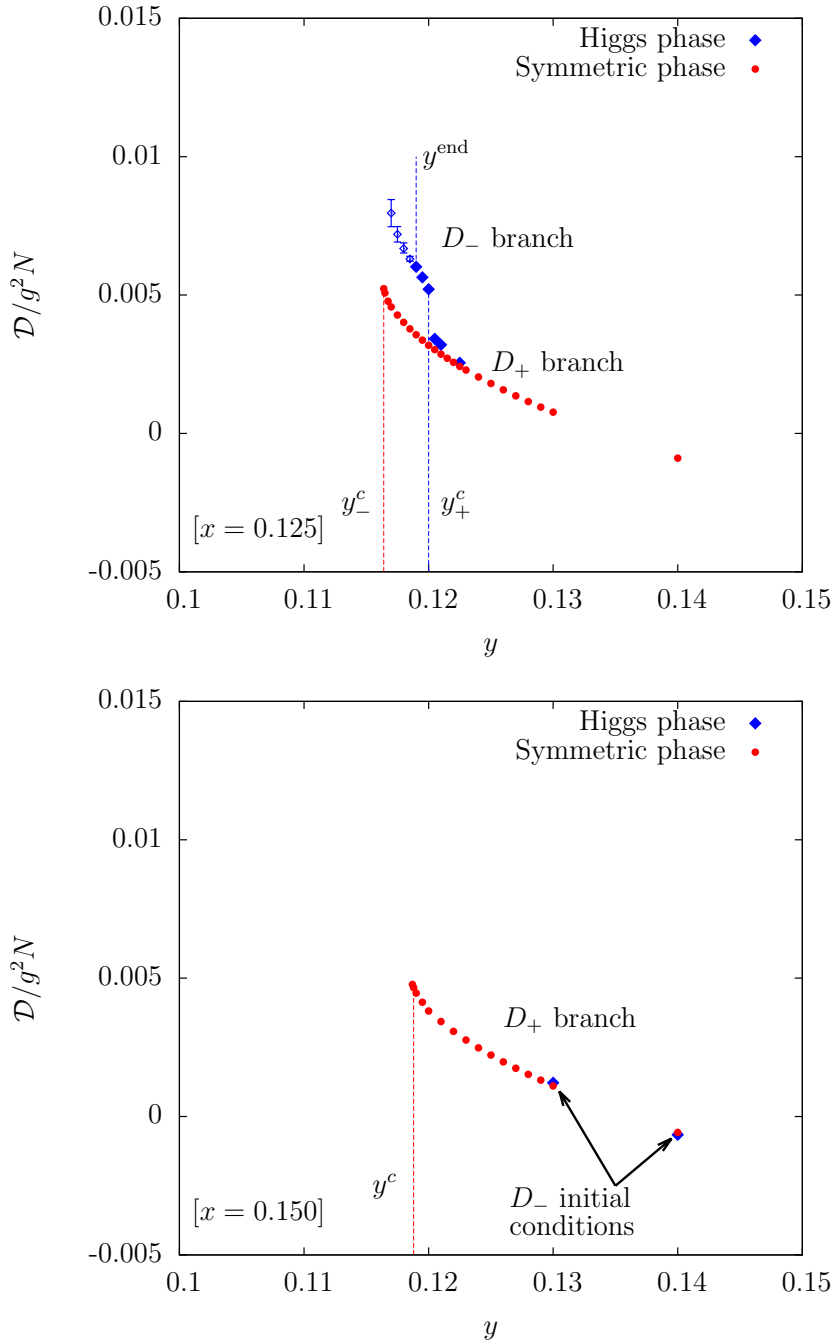 0.015
0.01
0.005
0
-0.005
0.1 0.11 0.12 0.13 0.14 0.15
𝒟/g²N
y
Higgs phase
Symmetric phase
y^end
D₋ branch
D₊ branch
y₋^c
y₊^c
[x = 0.125]
0.015
0.01
0.005
0
-0.005
0.1 0.11 0.12 0.13 0.14 0.15
𝒟/g²N
y
Higgs phase
Symmetric phase
D₊ branch
y^c
D₋ initial
conditions
[x = 0.150]